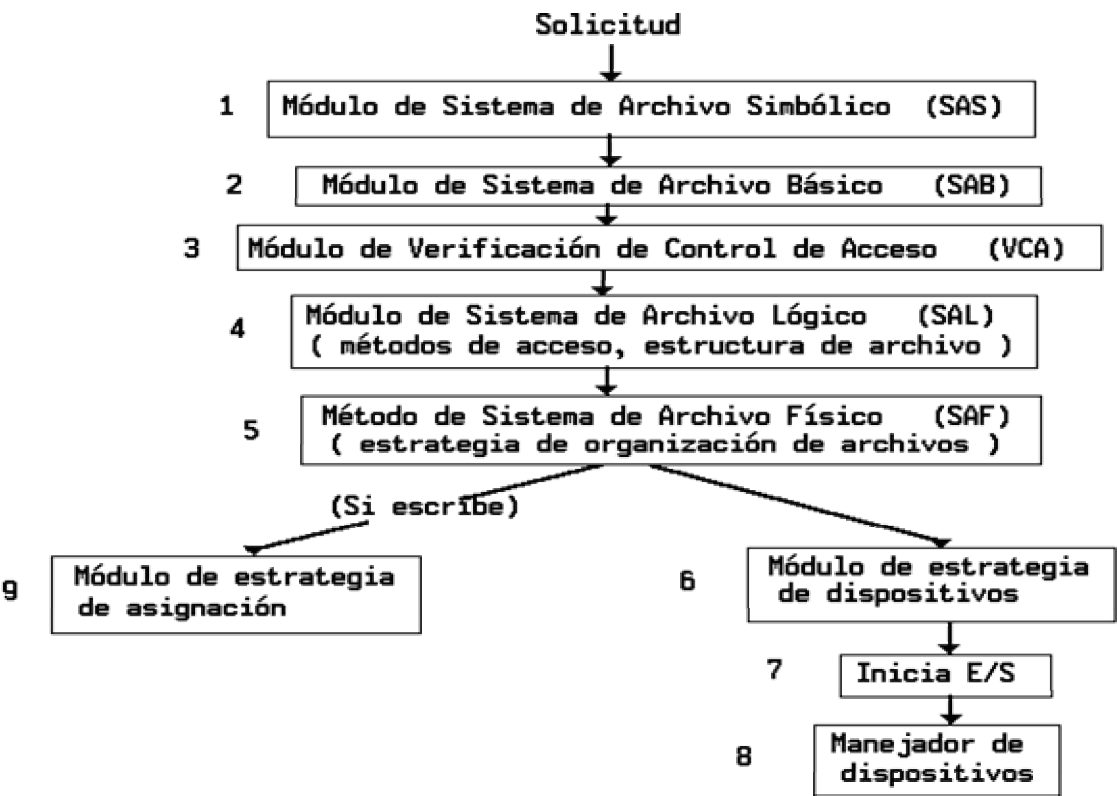 Solicitud
1 Módulo de Sistema de Archivo Simbólico (SAS)
2 Módulo de Sistema de Archivo Básico (SAB)
3 Módulo de Verificación de Control de Acceso (VCA)
4 Módulo de Sistema de Archivo Lógico (SAL)
( métodos de acceso, estructura de archivo )
5 Método de Sistema de Archivo Físico (SAF)
( estrategia de organización de archivos )
(Si escribe)
9 Módulo de estrategia
de asignación
6 Módulo de estrategia
de dispositivos
7 Inicia E/S
8 Manejador de
dispositivos